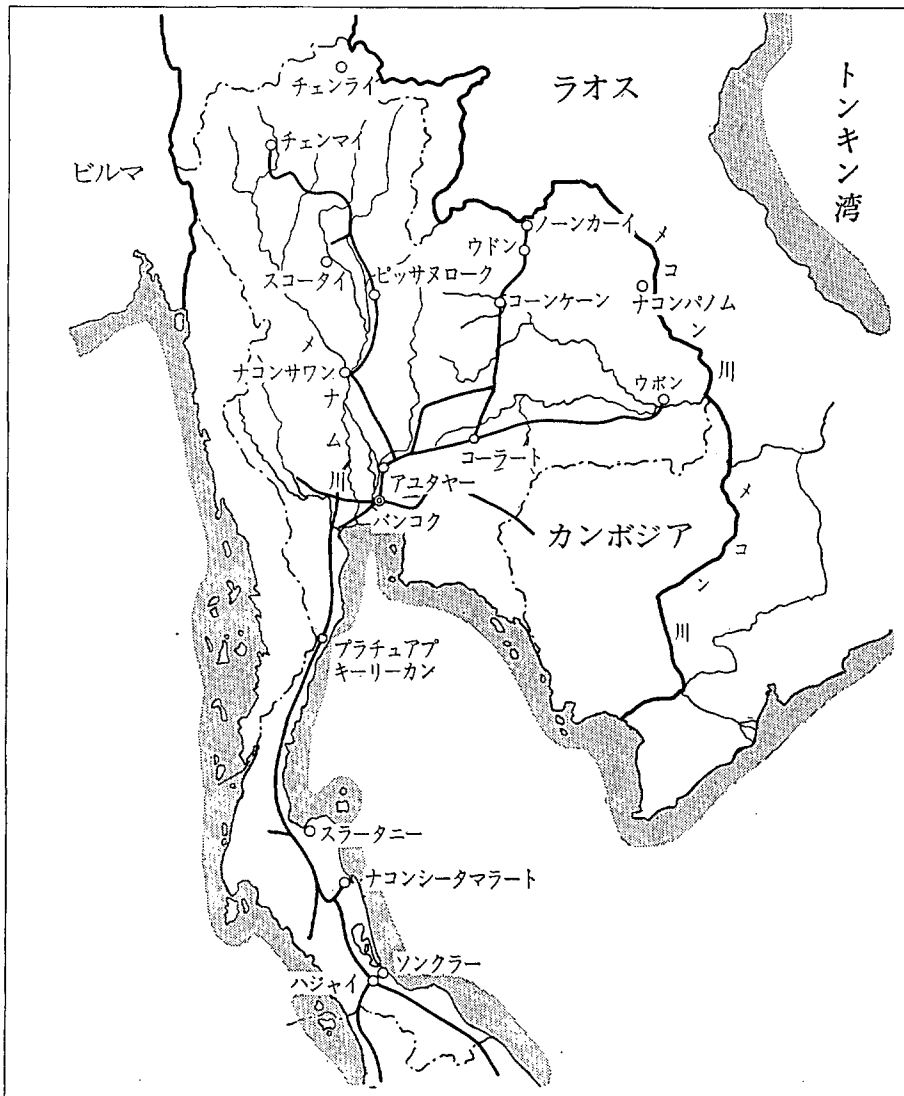 チェンライ
ラオス
トンキン湾
チェンマイ
ビルマ
ノーンカーイ
ウドン
メコン川
スコータイ
ピッサヌローク
コーンケーン
ナコンパノム
メナム川
ナコンサワン
ウボン
コーラート
アユタヤー
バンコク
カンボジア
メコン川
プラチュアプ
キーリーカン
スラータニー
ナコンシータマラート
ソンクラー
ハジャイ